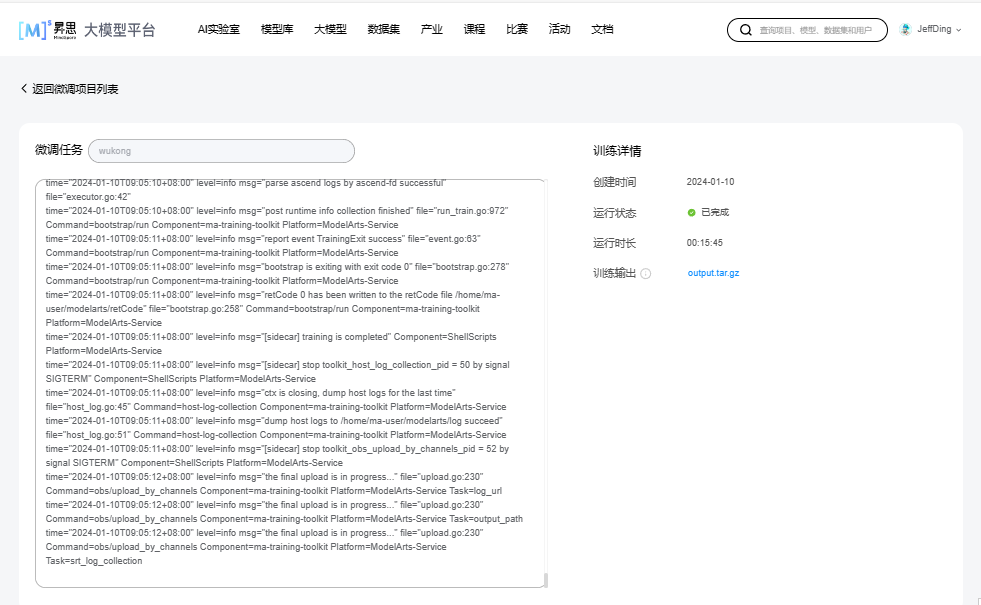 [M]⁵ 昇思 MindSpore 大模型平台 AI实验室 模型库 大模型 数据集 产业 课程 比赛 活动 文档 查询项目、模型、数据集和用户 JeffDing
返回微调项目列表
微调任务 wukong
time="2024-01-10T09:05:10+08:00" level=info msg="parse ascend logs by ascend-fd successful"
file="executor.go:42"
time="2024-01-10T09:05:10+08:00" level=info msg="post runtime info collection finished" file="run_train.go:972"
Command=bootstrap/run Component=ma-training-toolkit Platform=ModelArts-Service
time="2024-01-10T09:05:11+08:00" level=info msg="report event TrainingExit success" file="event.go:63"
Command=bootstrap/run Component=ma-training-toolkit Platform=ModelArts-Service
time="2024-01-10T09:05:11+08:00" level=info msg="bootstrap is exiting with exit code 0" file="bootstrap.go:278"
Command=bootstrap/run Component=ma-training-toolkit Platform=ModelArts-Service
time="2024-01-10T09:05:11+08:00" level=info msg="retCode 0 has been written to the retCode file /home/ma-
user/modelarts/retCode" file="bootstrap.go:258" Command=bootstrap/run Component=ma-training-toolkit
Platform=ModelArts-Service
time="2024-01-10T09:05:11+08:00" level=info msg="[sidecar] training is completed" Component=ShellScripts
Platform=ModelArts-Service
time="2024-01-10T09:05:11+08:00" level=info msg="[sidecar] stop toolkit_host_log_collection_pid = 50 by signal
SIGTERM" Component=ShellScripts Platform=ModelArts-Service
time="2024-01-10T09:05:11+08:00" level=info msg="ctx is closing, dump host logs for the last time"
file="host_log.go:45" Command=host-log-collection Component=ma-training-toolkit Platform=ModelArts-Service
time="2024-01-10T09:05:11+08:00" level=info msg="dump host logs to /home/ma-user/modelarts/log succeed"
file="host_log.go:51" Command=host-log-collection Component=ma-training-toolkit Platform=ModelArts-Service
time="2024-01-10T09:05:11+08:00" level=info msg="[sidecar] stop toolkit_obs_upload_by_channels_pid = 52 by
signal SIGTERM" Component=ShellScripts Platform=ModelArts-Service
time="2024-01-10T09:05:12+08:00" level=info msg="the final upload is in progress..." file="upload.go:230"
Command=obs/upload_by_channels Component=ma-training-toolkit Platform=ModelArts-Service Task=log_url
time="2024-01-10T09:05:12+08:00" level=info msg="the final upload is in progress..." file="upload.go:230"
Command=obs/upload_by_channels Component=ma-training-toolkit Platform=ModelArts-Service Task=output_path
time="2024-01-10T09:05:12+08:00" level=info msg="the final upload is in progress..." file="upload.go:230"
Command=obs/upload_by_channels Component=ma-training-toolkit Platform=ModelArts-Service
Task=srt_log_collection
训练详情
创建时间 2024-01-10
运行状态 已完成
运行时长 00:15:45
训练输出 output.tar.gz